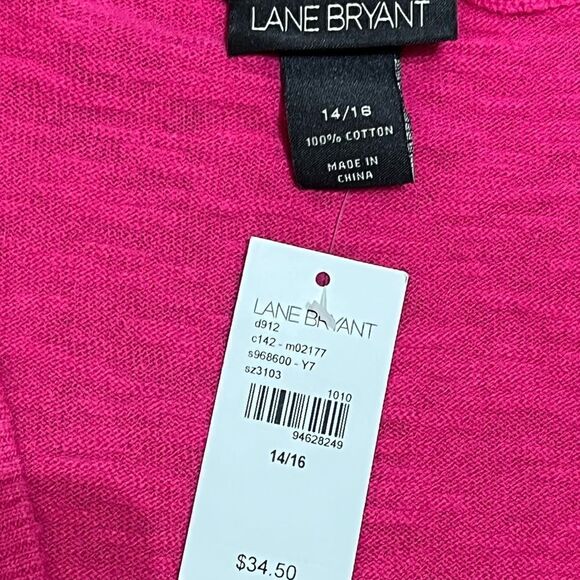 LANE BRYANT
14/16
100% COTTON
MADE IN
CHINA
LANE BRYANT
d912
c142 - m02177
s968600 - Y7
sz3103
1010
94628249
14/16
$34.50